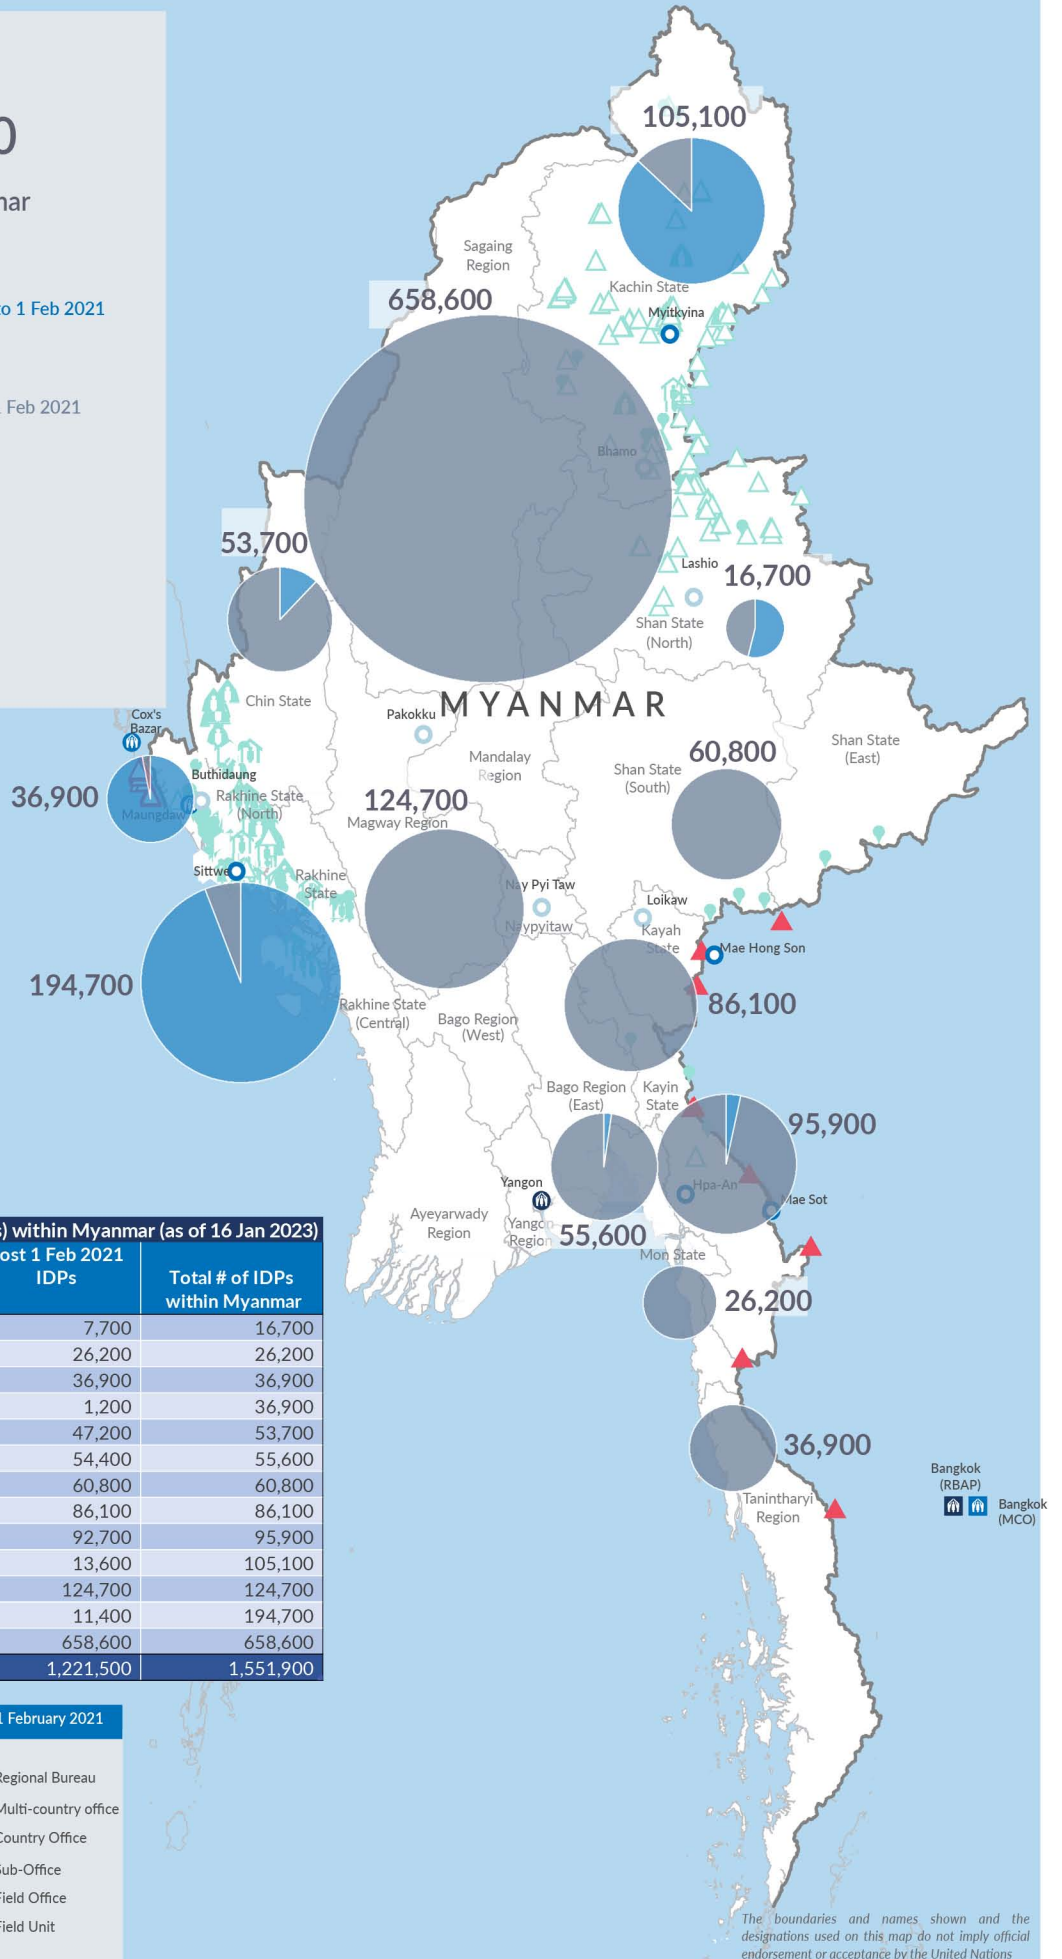 0
nar
to 1 Feb 2021
1 Feb 2021
105,100
Sagaing
Region
658,600
Kachin State
Myitkyina
Bhamo
53,700
Lashio
16,700
Shan State
(North)
Chin State
Cox's
Bazar
Pakokku
MYANMAR
Mandalay
Region
60,800
Shan State
(East)
Shan State
(South)
Buthidaung
36,900
Maungdaw
Rakhine State
(North)
124,700
Magway Region
Sittwe
Rakhine
State
Nay Pyi Taw
Naypyitaw
Loikaw
Kayah
State
Mae Hong Son
194,700
Rakhine State
(Central)
Bago Region
(West)
86,100
Bago Region
(East)
Kayin
State
95,900
Yangon
Hpa-An
Mae Sot
Ayeyarwady
Region
Yango
Region
55,600
Mon State
26,200
s) within Myanmar (as of 16 Jan 2023)
ost 1 Feb 2021
IDPs
Total # of IDPs
within Myanmar
7,700 16,700
26,200 26,200
36,900 36,900
1,200 36,900
47,200 53,700
54,400 55,600
60,800 60,800
86,100 86,100
92,700 95,900
13,600 105,100
124,700 124,700
11,400 194,700
658,600 658,600
1,221,500 1,551,900
36,900
Tanintharyi
Region
Bangkok
(RBAP)
Bangkok
(MCO)
1 February 2021
Regional Bureau
Multi-country office
Country Office
Sub-Office
Field Office
Field Unit
The boundaries and names shown and the
designations used on this map do not imply official
endorsement or acceptance by the United Nations